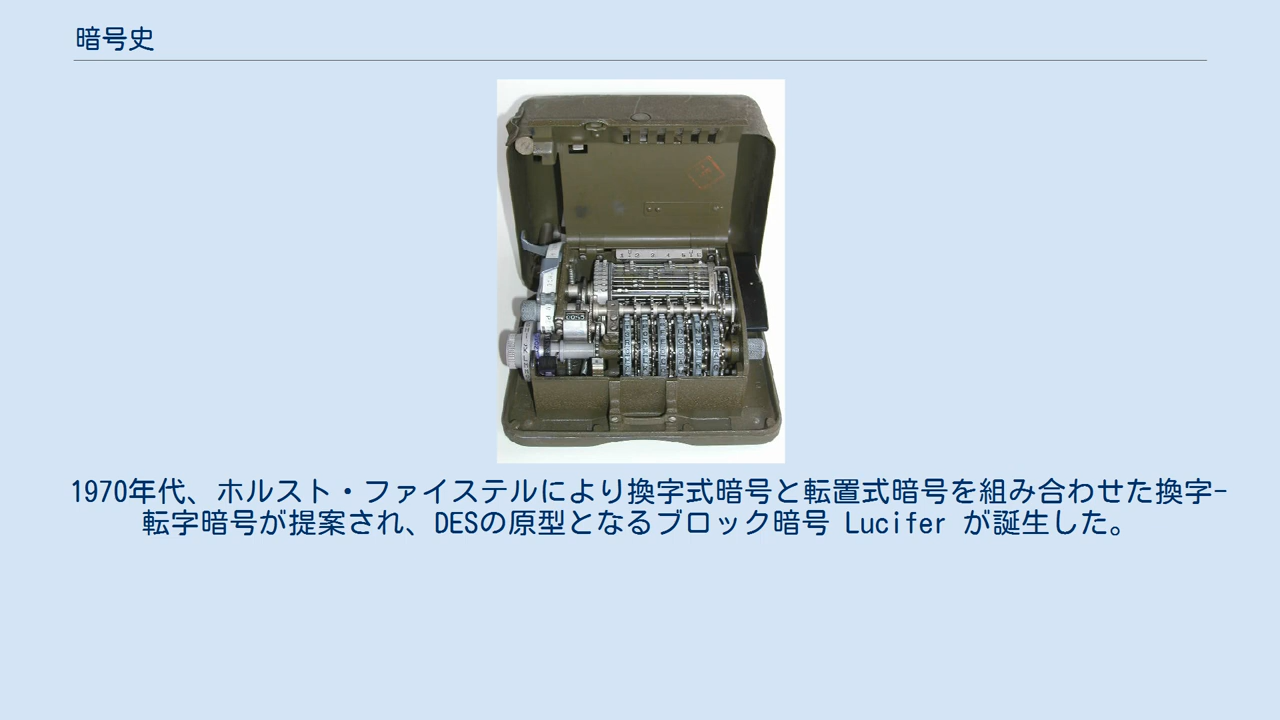 暗号史
1970年代、ホルスト・ファイステルにより換字式暗号と転置式暗号を組み合わせた換字-
転字暗号が提案され、DESの原型となるブロック暗号 Lucifer が誕生した。